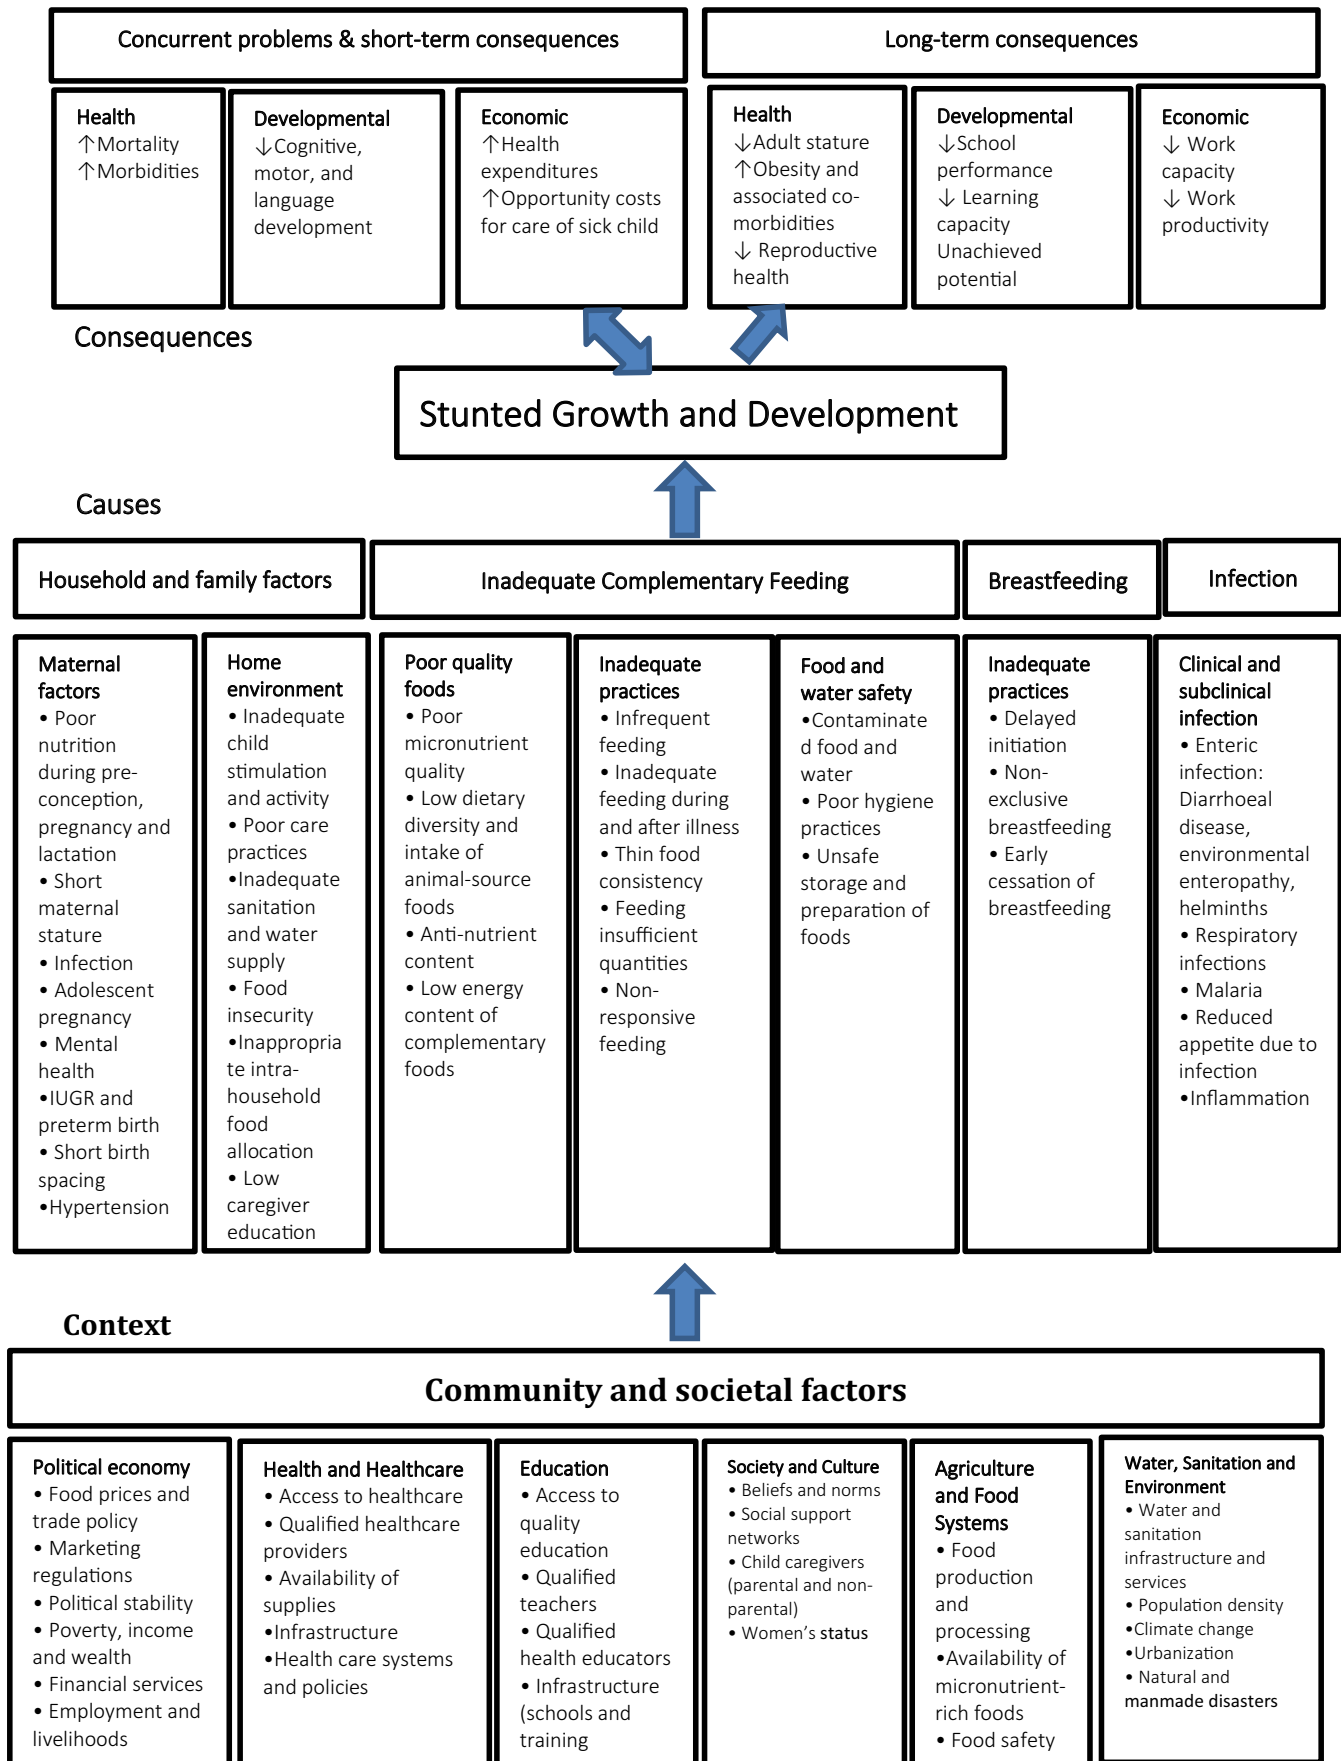 Concurrent problems & short-term consequences
Long-term consequences
Health
↑Mortality
↑Morbidities
Developmental
↓Cognitive,
motor, and
language
development
Economic
↑Health
expenditures
↑Opportunity costs
for care of sick child
Health
↓Adult stature
↑Obesity and
associated co-
morbidities
↓ Reproductive
health
Developmental
↓School
performance
↓ Learning
capacity
Unachieved
potential
Economic
↓ Work
capacity
↓ Work
productivity
Consequences
Stunted Growth and Development
Causes
Household and family factors
Inadequate Complementary Feeding
Breastfeeding
Infection
Maternal
factors
• Poor
nutrition
during pre-
conception,
pregnancy and
lactation
• Short
maternal
stature
• Infection
• Adolescent
pregnancy
• Mental
health
•IUGR and
preterm birth
• Short birth
spacing
•Hypertension
Home
environment
• Inadequate
child
stimulation
and activity
• Poor care
practices
•Inadequate
sanitation
and water
supply
• Food
insecurity
•Inappropria
te intra-
household
food
allocation
• Low
caregiver
education
Poor quality
foods
• Poor
micronutrient
quality
• Low dietary
diversity and
intake of
animal-source
foods
• Anti-nutrient
content
• Low energy
content of
complementary
foods
Inadequate
practices
• Infrequent
feeding
• Inadequate
feeding during
and after illness
• Thin food
consistency
• Feeding
insufficient
quantities
• Non-
responsive
feeding
Food and
water safety
•Contaminate
d food and
water
• Poor hygiene
practices
• Unsafe
storage and
preparation of
foods
Inadequate
practices
• Delayed
initiation
• Non-
exclusive
breastfeeding
• Early
cessation of
breastfeeding
Clinical and
subclinical
infection
• Enteric
infection:
Diarrhoeal
disease,
environmental
enteropathy,
helminths
• Respiratory
infections
• Malaria
• Reduced
appetite due to
infection
•Inflammation
Context
Community and societal factors
Political economy
• Food prices and
trade policy
• Marketing
regulations
• Political stability
• Poverty, income
and wealth
• Financial services
• Employment and
livelihoods
Health and Healthcare
• Access to healthcare
• Qualified healthcare
providers
• Availability of
supplies
•Infrastructure
•Health care systems
and policies
Education
• Access to
quality
education
• Qualified
teachers
• Qualified
health educators
• Infrastructure
(schools and
training
Society and Culture
• Beliefs and norms
• Social support
networks
• Child caregivers
(parental and non-
parental)
• Women's status
Agriculture
and Food
Systems
• Food
production
and
processing
•Availability of
micronutrient-
rich foods
• Food safety
Water, Sanitation and
Environment
• Water and
sanitation
infrastructure and
services
• Population density
•Climate change
•Urbanization
• Natural and
manmade disasters